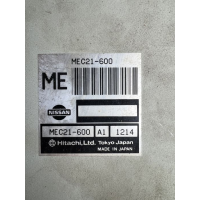 MEC21-600
ME
NISSAN
MEC21-600 A1 1214
Hitachi,Ltd. Tokyo Japan
MADE IN JAPAN